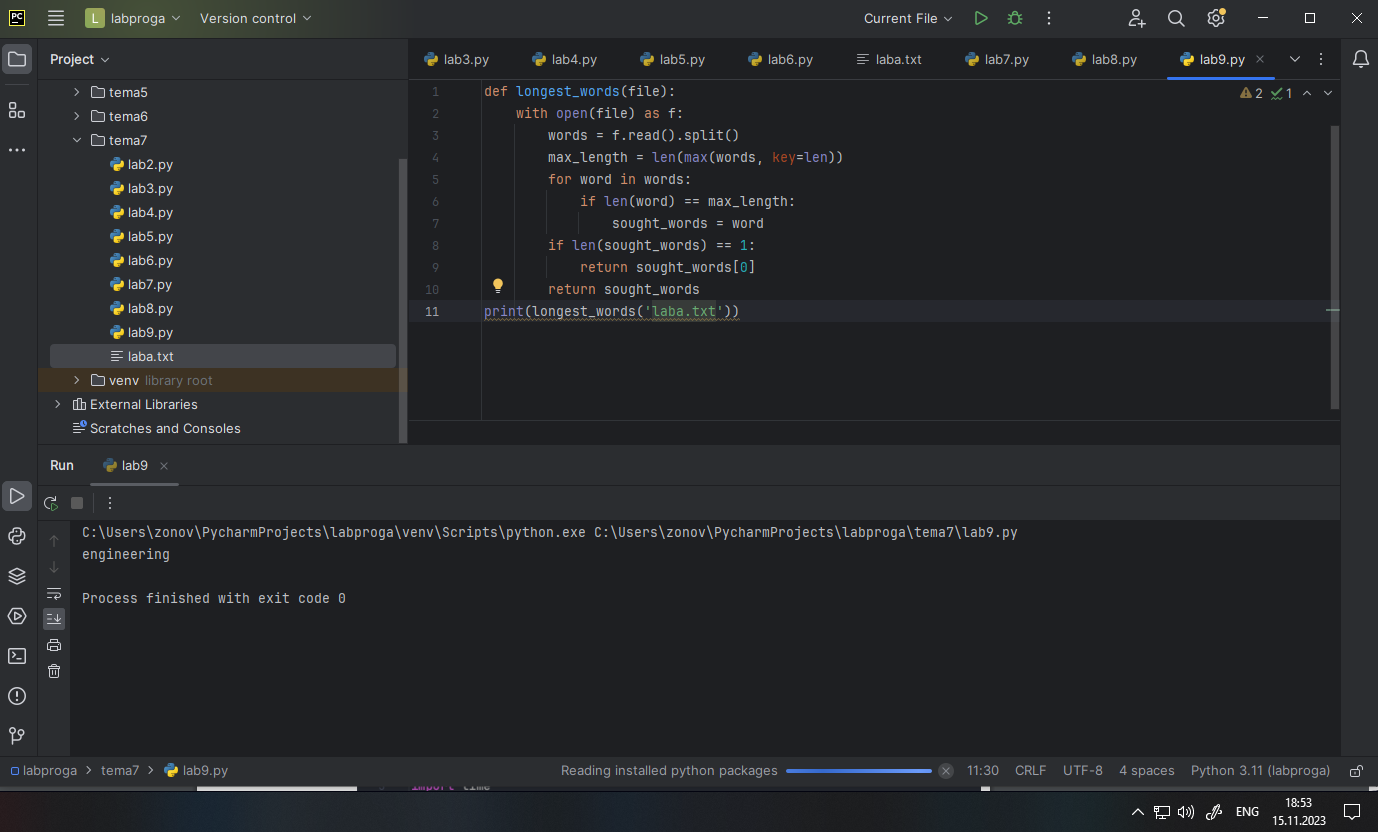 PC L labproga Version control Current File
Project lab3.py lab4.py lab5.py lab6.py laba.txt lab7.py lab8.py lab9.py
tema5
tema6
tema7
lab2.py
lab3.py
lab4.py
lab5.py
lab6.py
lab7.py
lab8.py
lab9.py
laba.txt
venv library root
External Libraries
Scratches and Consoles
2 1
1 def longest_words(file):
2 with open(file) as f:
3 words = f.read().split()
4 max_length = len(max(words, key=len))
5 for word in words:
6 if len(word) == max_length:
7 sought_words = word
8 if len(sought_words) == 1:
9 return sought_words[0]
10 return sought_words
11 print(longest_words('laba.txt'))
Run lab9
C:\Users\zonov\PycharmProjects\labproga\venv\Scripts\python.exe C:\Users\zonov\PycharmProjects\labproga\tema7\lab9.py
engineering
Process finished with exit code 0
labproga tema7 lab9.py Reading installed python packages 11:30 CRLF UTF-8 4 spaces Python 3.11 (labproga)
import time
ENG 18:53
15.11.2023